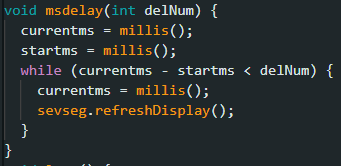 void msdelay(int delNum) {
  currentms = millis();
  startms = millis();
  while (currentms - startms < delNum) {
    currentms = millis();
    sevseg.refreshDisplay();
  }
}